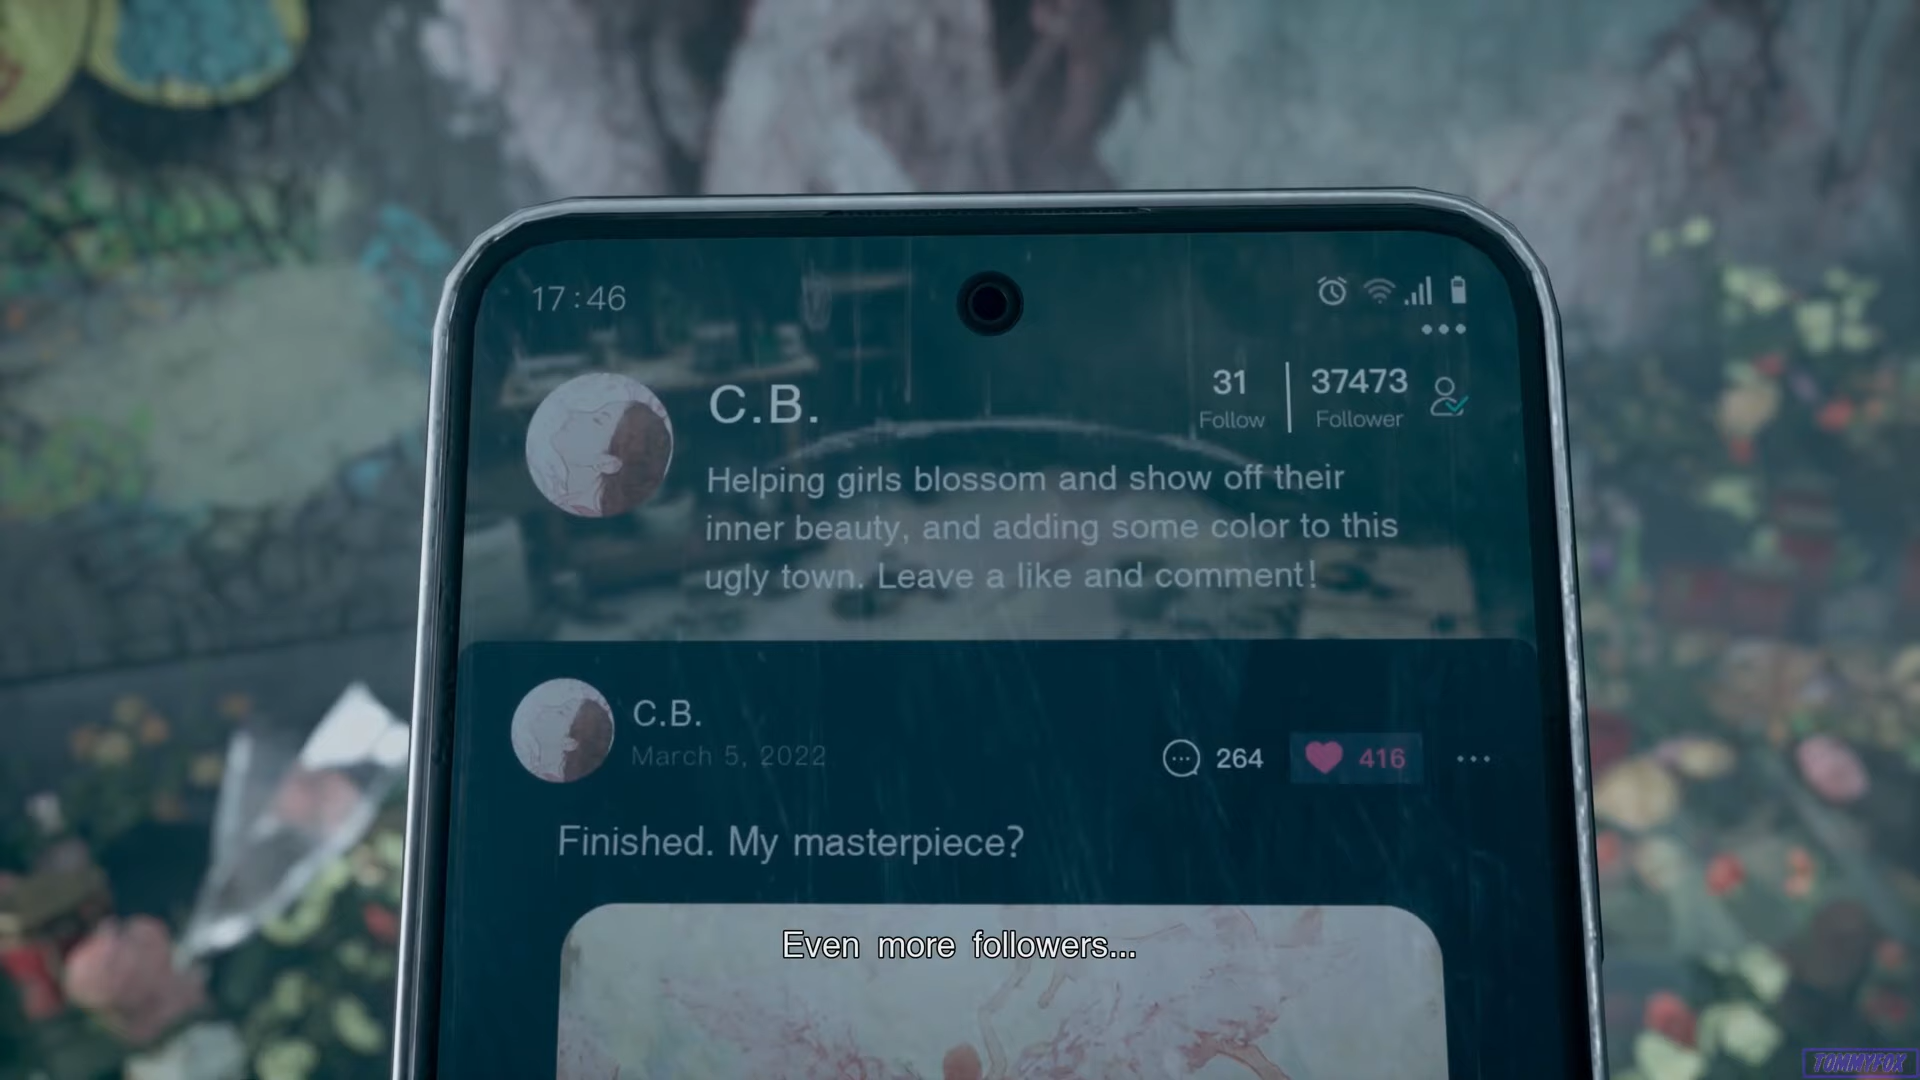 17:46
C.B.
31
Follow
37473
Follower
Helping girls blossom and show off their
inner beauty, and adding some color to this
ugly town. Leave a like and comment!
C.B.
March 5, 2022
264
416
Finished. My masterpiece?
Even more followers...
TOMMYFOX